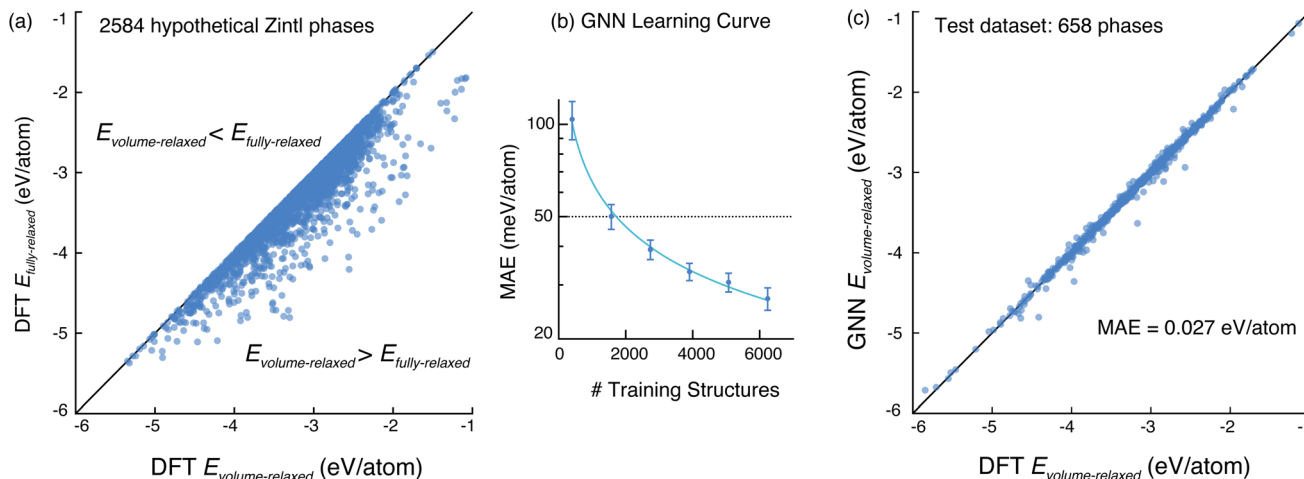 (a)
2584 hypothetical Zintl phases
-1
-2
-3
-4
-5
-6
DFT E_fully-relaxed (eV/atom)
E_volume-relaxed < E_fully-relaxed
E_volume-relaxed > E_fully-relaxed
-6 -5 -4 -3 -2 -1
DFT E_volume-relaxed (eV/atom)
(b) GNN Learning Curve
100
50
20
MAE (meV/atom)
0 2000 4000 6000
# Training Structures
(c)
Test dataset: 658 phases
-1
-2
-3
-4
-5
-6
GNN E_volume-relaxed (eV/atom)
MAE = 0.027 eV/atom
-6 -5 -4 -3 -2 -1
DFT E_volume-relaxed (eV/atom)